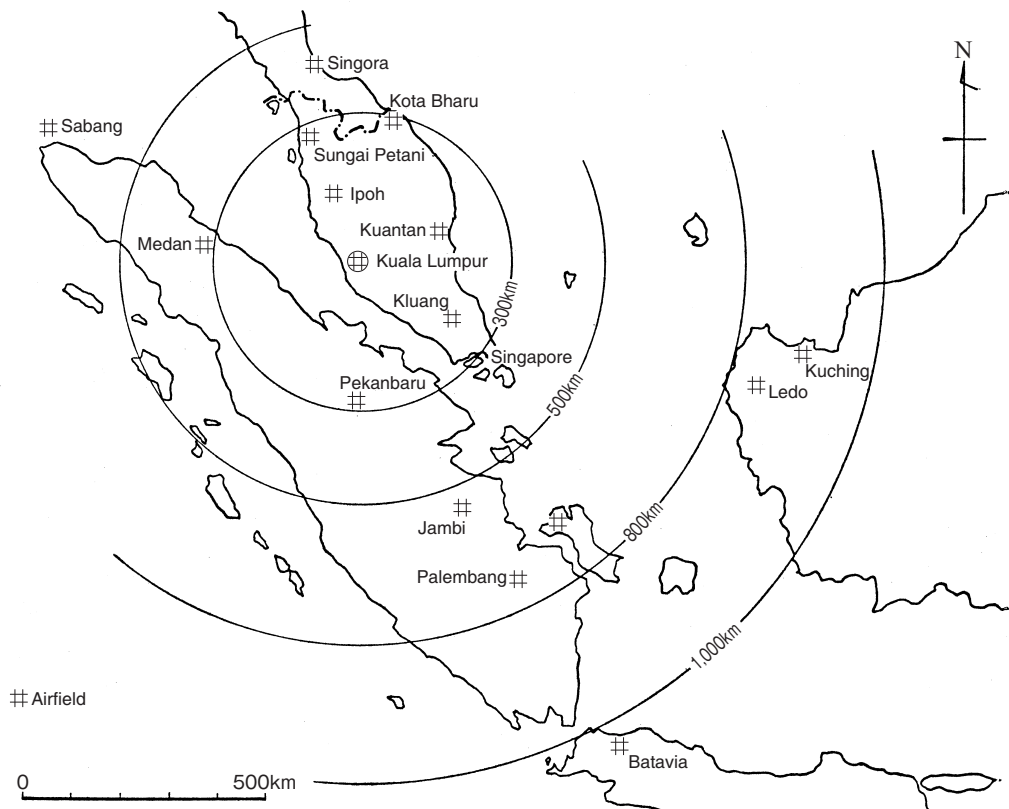 N
Singora
Kota Bharu
Sabang
Sungai Petani
Ipoh
Kuantan
Medan
Kuala Lumpur
Kluang
300km
Singapore
Kuching
Pekanbaru
Ledo
500km
Jambi
800km
Palembang
1,000km
Airfield
Batavia
0 500km